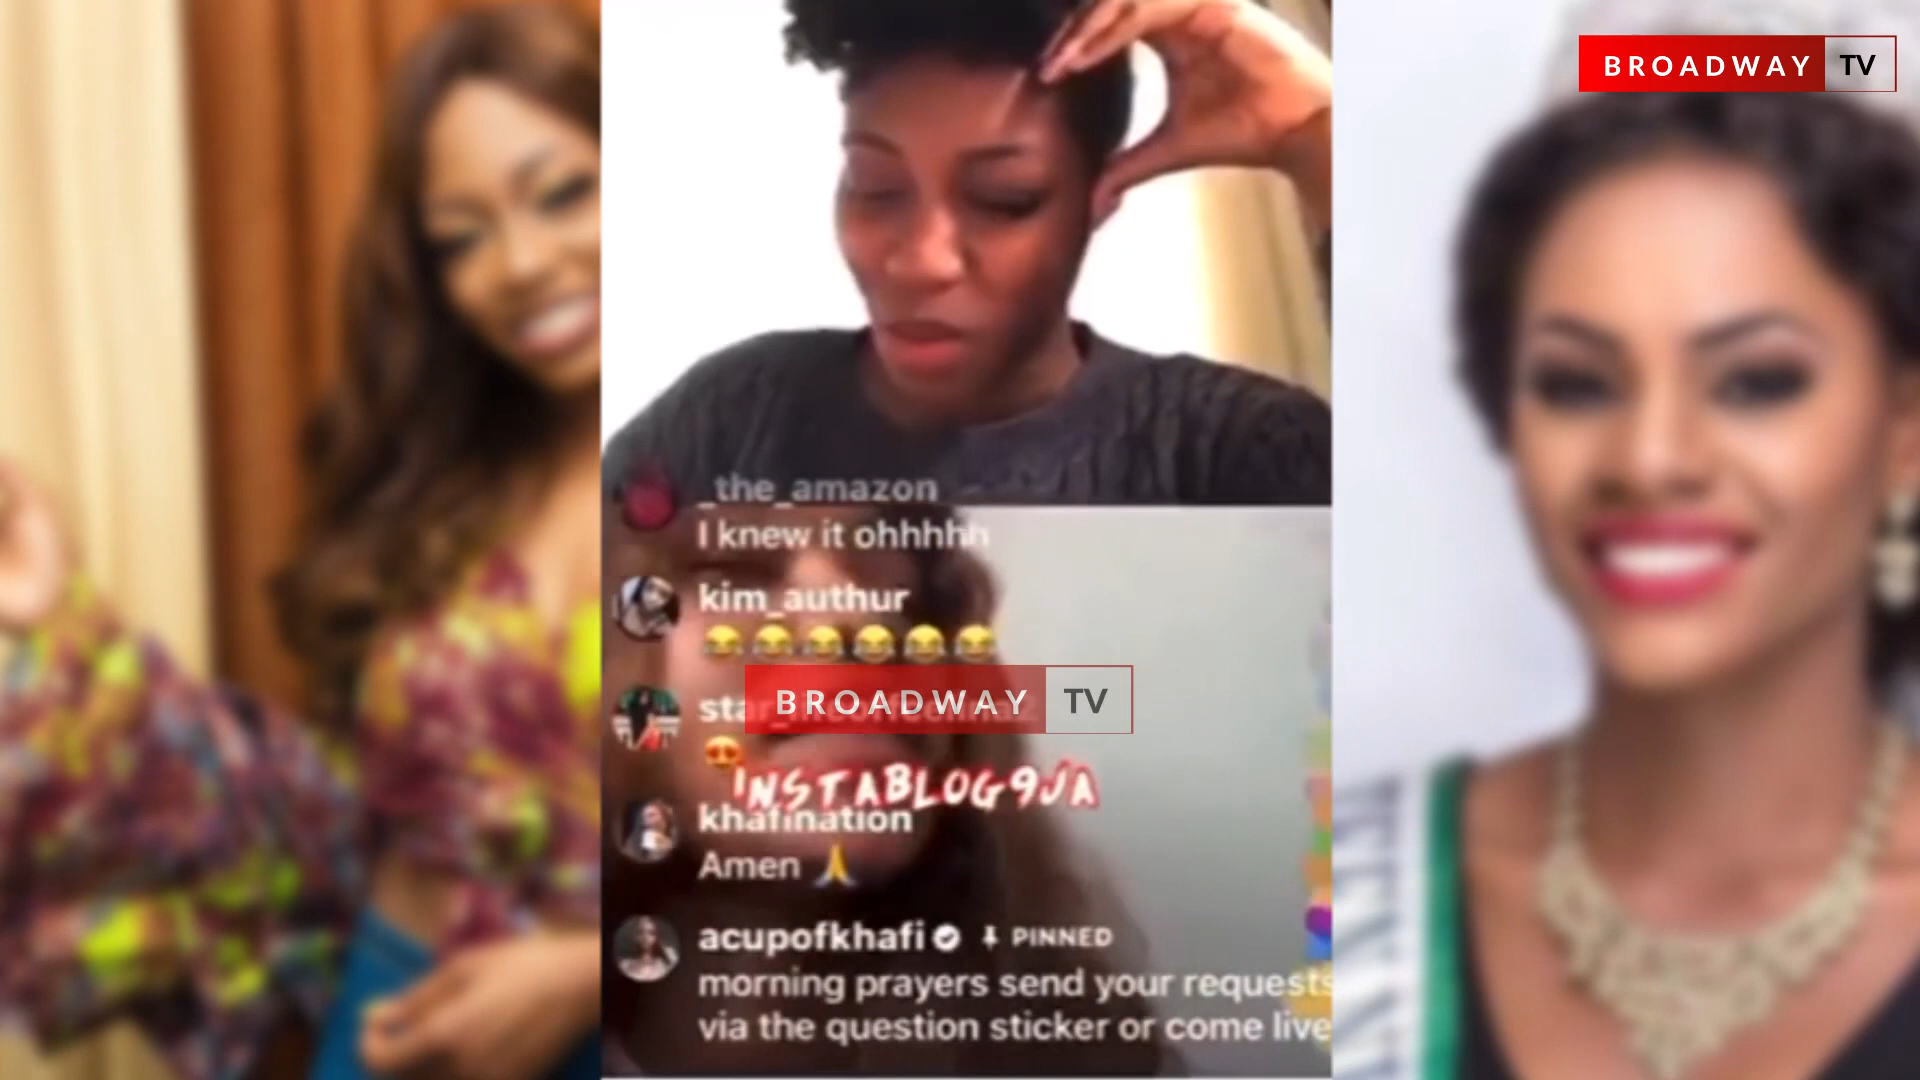 BROADWAY TV
_the_amazon
I knew it ohhhhh
kim_authur
😂😂😂😂😂😂
BROADWAY TV
😍
INSTABLOG9JA
khafination
Amen 🙏
acupofkhafi PINNED
morning prayers send your requests
via the question sticker or come live